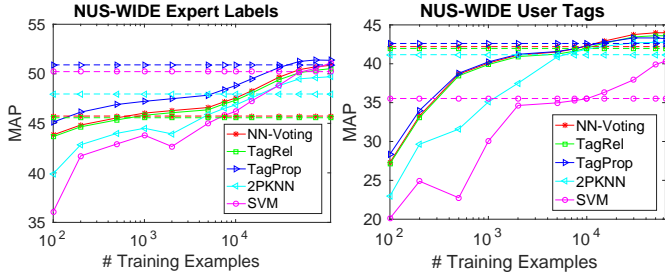 NUS-WIDE Expert Labels
55
50
45
40
35
MAP
10^2
10^3
10^4
# Training Examples
NN-Voting
TagRel
TagProp
2PKNN
SVM
NUS-WIDE User Tags
45
40
35
30
25
20
MAP
10^2
10^3
10^4
# Training Examples
NN-Voting
TagRel
TagProp
2PKNN
SVM